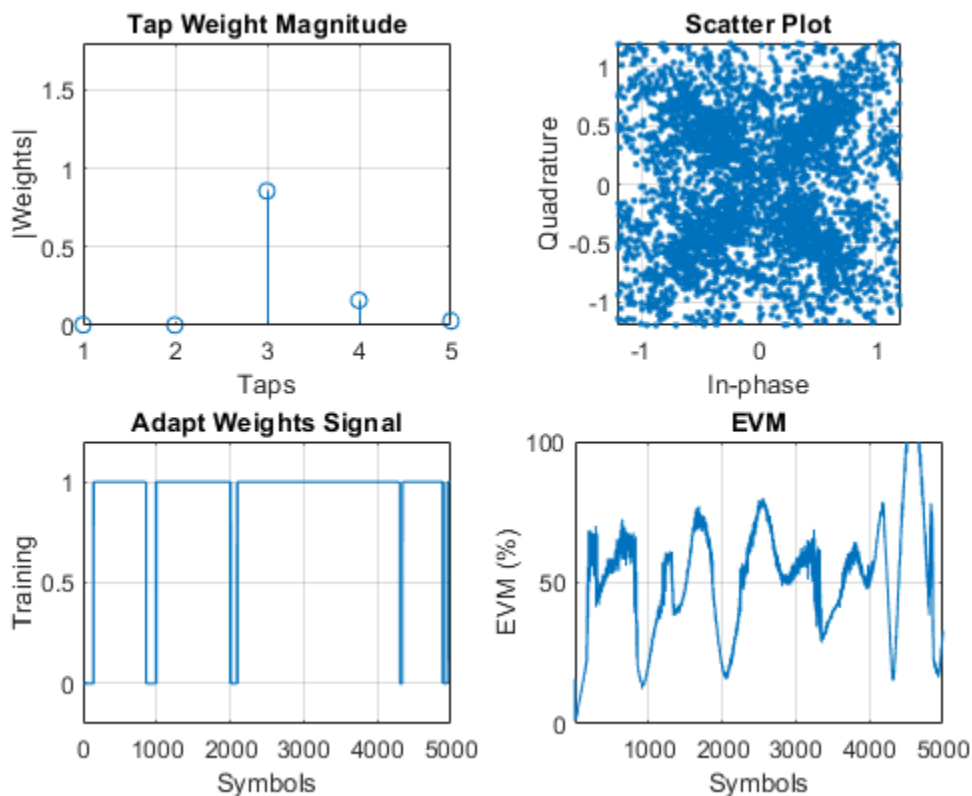 Tap Weight Magnitude
1.5
1
0.5
0
1 2 3 4 5
|Weights|
Taps
Scatter Plot
1
0.5
0
-0.5
-1
-1 0 1
Quadrature
In-phase
Adapt Weights Signal
1
0.5
0
0 1000 2000 3000 4000 5000
Training
Symbols
EVM
100
50
0
1000 2000 3000 4000 5000
EVM (%)
Symbols